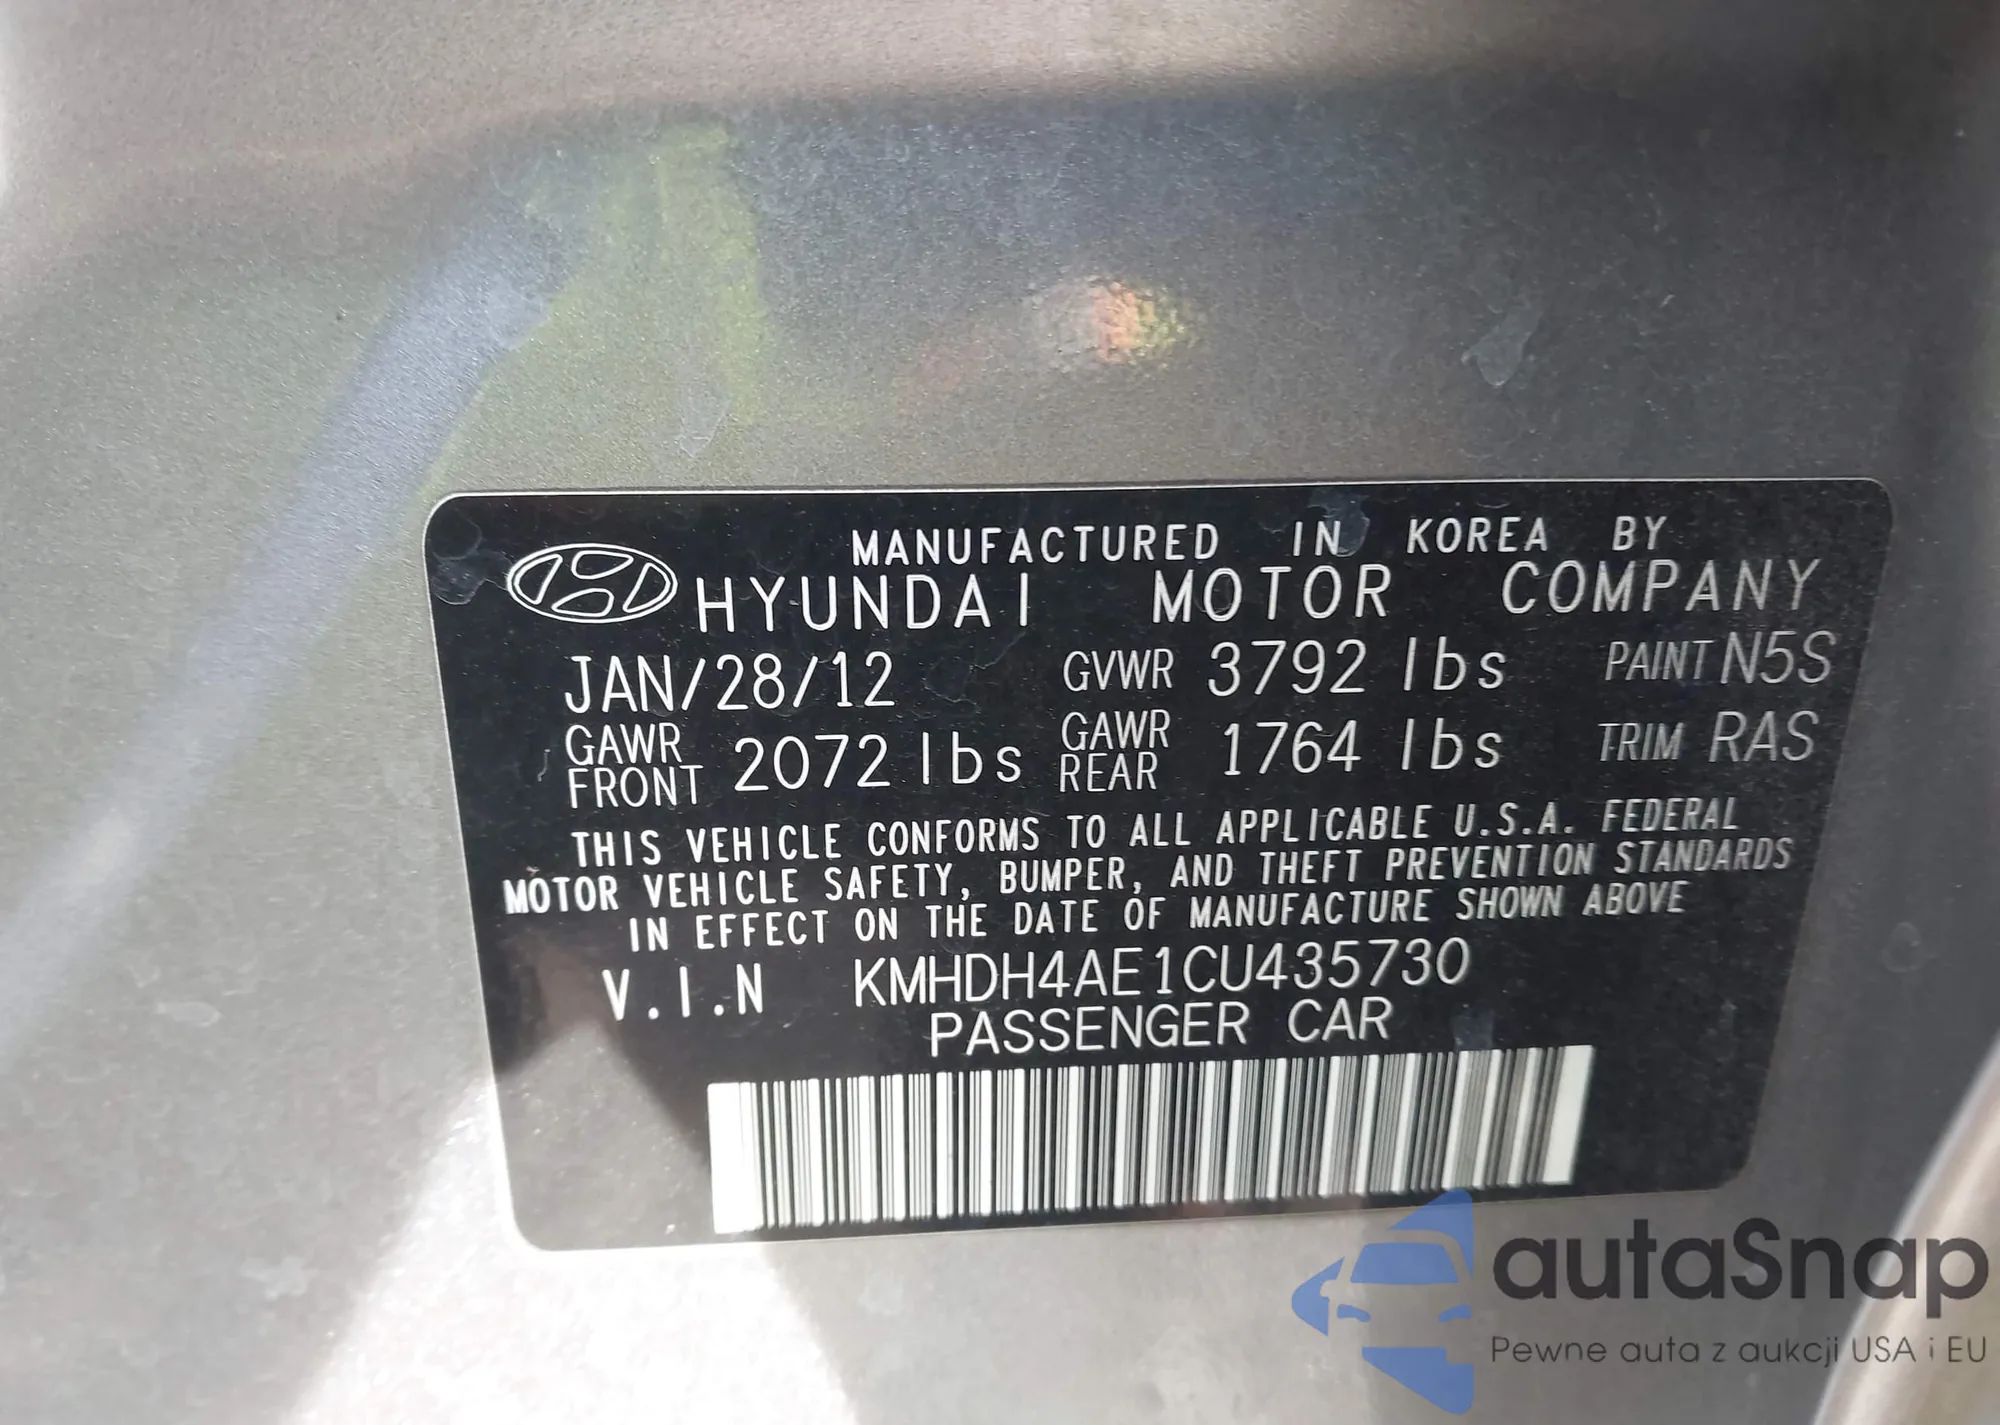 MANUFACTURED IN KOREA BY
HYUNDAI MOTOR COMPANY
JAN/28/12 GVWR 3792 lbs PAINT N5S
GAWR FRONT 2072 lbs GAWR REAR 1764 lbs TRIM RAS
THIS VEHICLE CONFORMS TO ALL APPLICABLE U.S.A. FEDERAL
MOTOR VEHICLE SAFETY, BUMPER, AND THEFT PREVENTION STANDARDS
IN EFFECT ON THE DATE OF MANUFACTURE SHOWN ABOVE
V.I.N KMHDH4AE1CU435730
PASSENGER CAR
autaSnap
Pewne auta z aukcji USA i EU